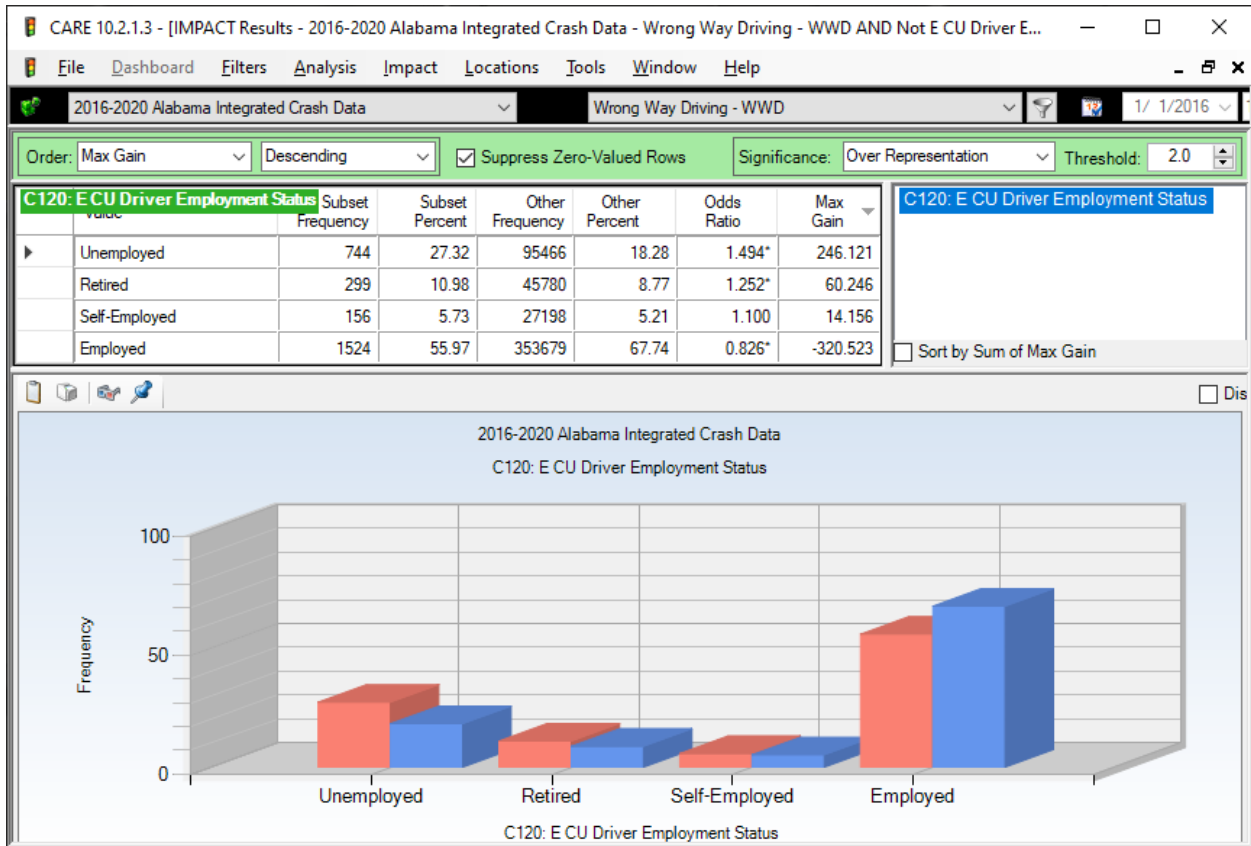 CARE 10.2.1.3 - [IMPACT Results - 2016-2020 Alabama Integrated Crash Data - Wrong Way Driving - WWD AND Not E CU Driver E...
File Dashboard Filters Analysis Impact Locations Tools Window Help
2016-2020 Alabama Integrated Crash Data Wrong Way Driving - WWD 1/ 1/2016
Order: Max Gain Descending Suppress Zero-Valued Rows Significance: Over Representation Threshold: 2.0
C120: E CU Driver Employment Status Subset Frequency Subset Percent Other Frequency Other Percent Odds Ratio Max Gain
Unemployed 744 27.32 95466 18.28 1.494* 246.121
Retired 299 10.98 45780 8.77 1.252* 60.246
Self-Employed 156 5.73 27198 5.21 1.100 14.156
Employed 1524 55.97 353679 67.74 0.826* -320.523
C120: E CU Driver Employment Status
Sort by Sum of Max Gain
Dis
2016-2020 Alabama Integrated Crash Data
C120: E CU Driver Employment Status
100
50
0
Frequency
Unemployed Retired Self-Employed Employed
C120: E CU Driver Employment Status